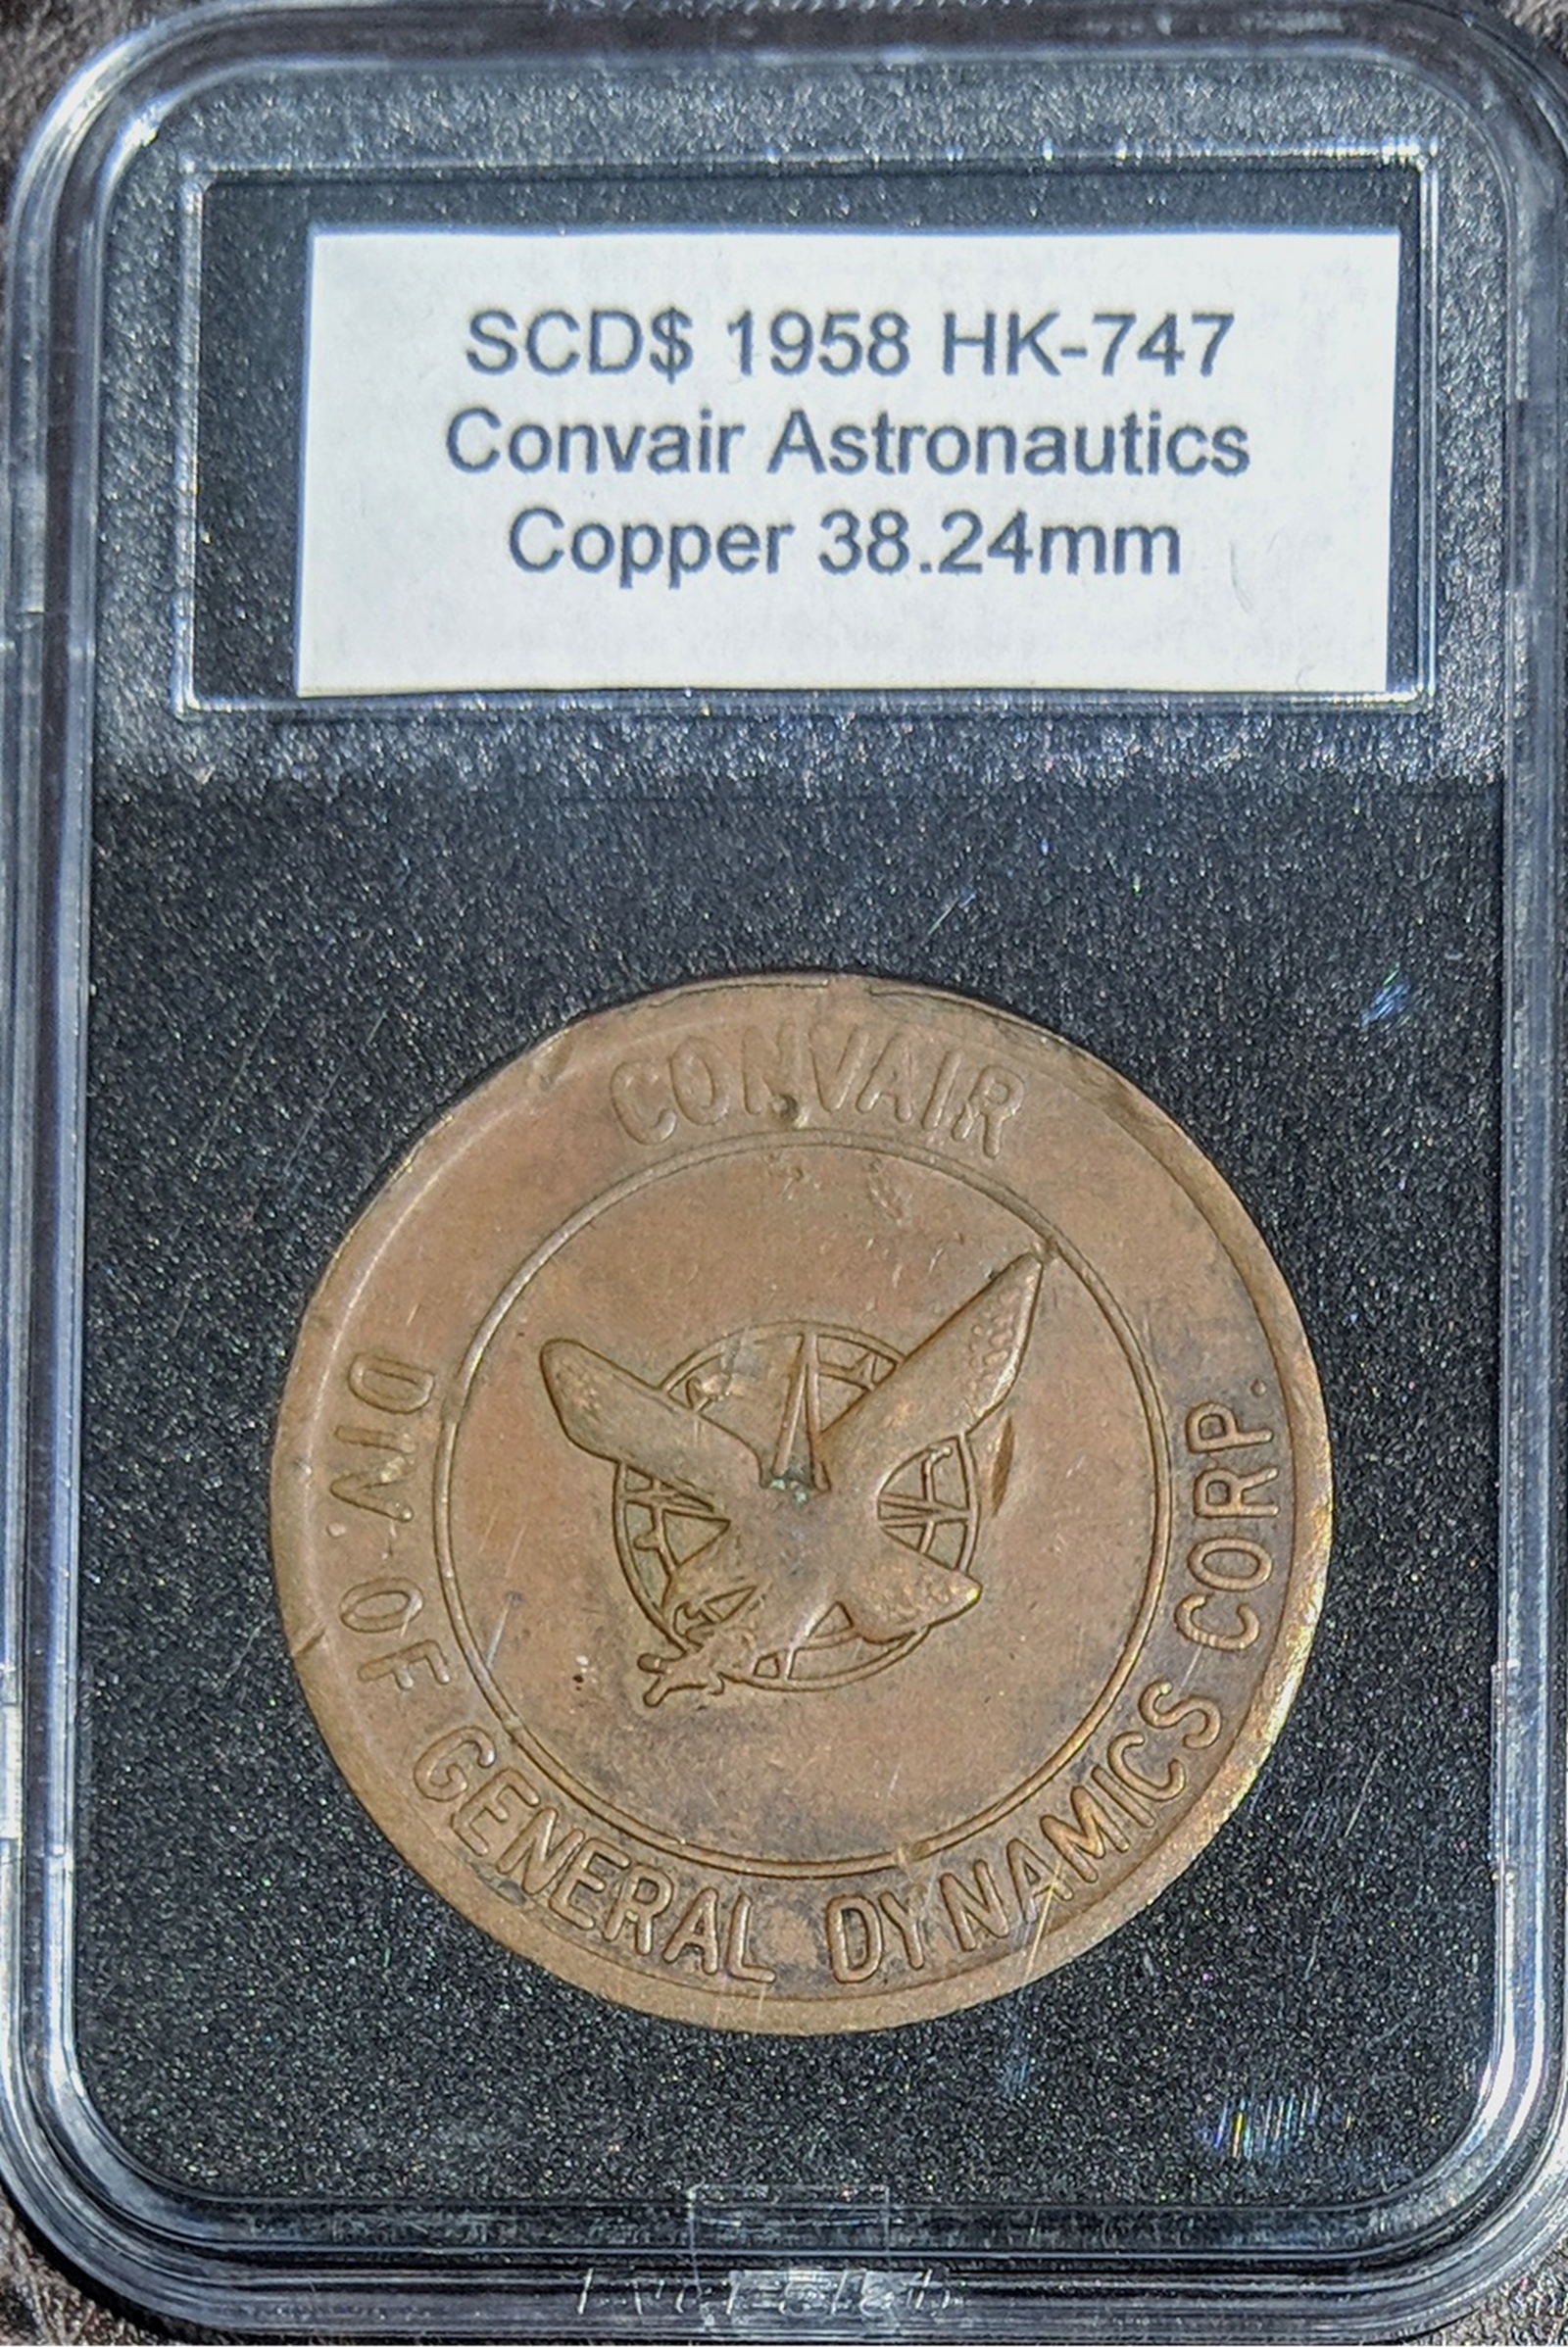 SCD$ 1958 HK-747
Convair Astronautics
Copper 38.24mm
CONVAIR
DIV. OF GENERAL DYNAMICS CORP.